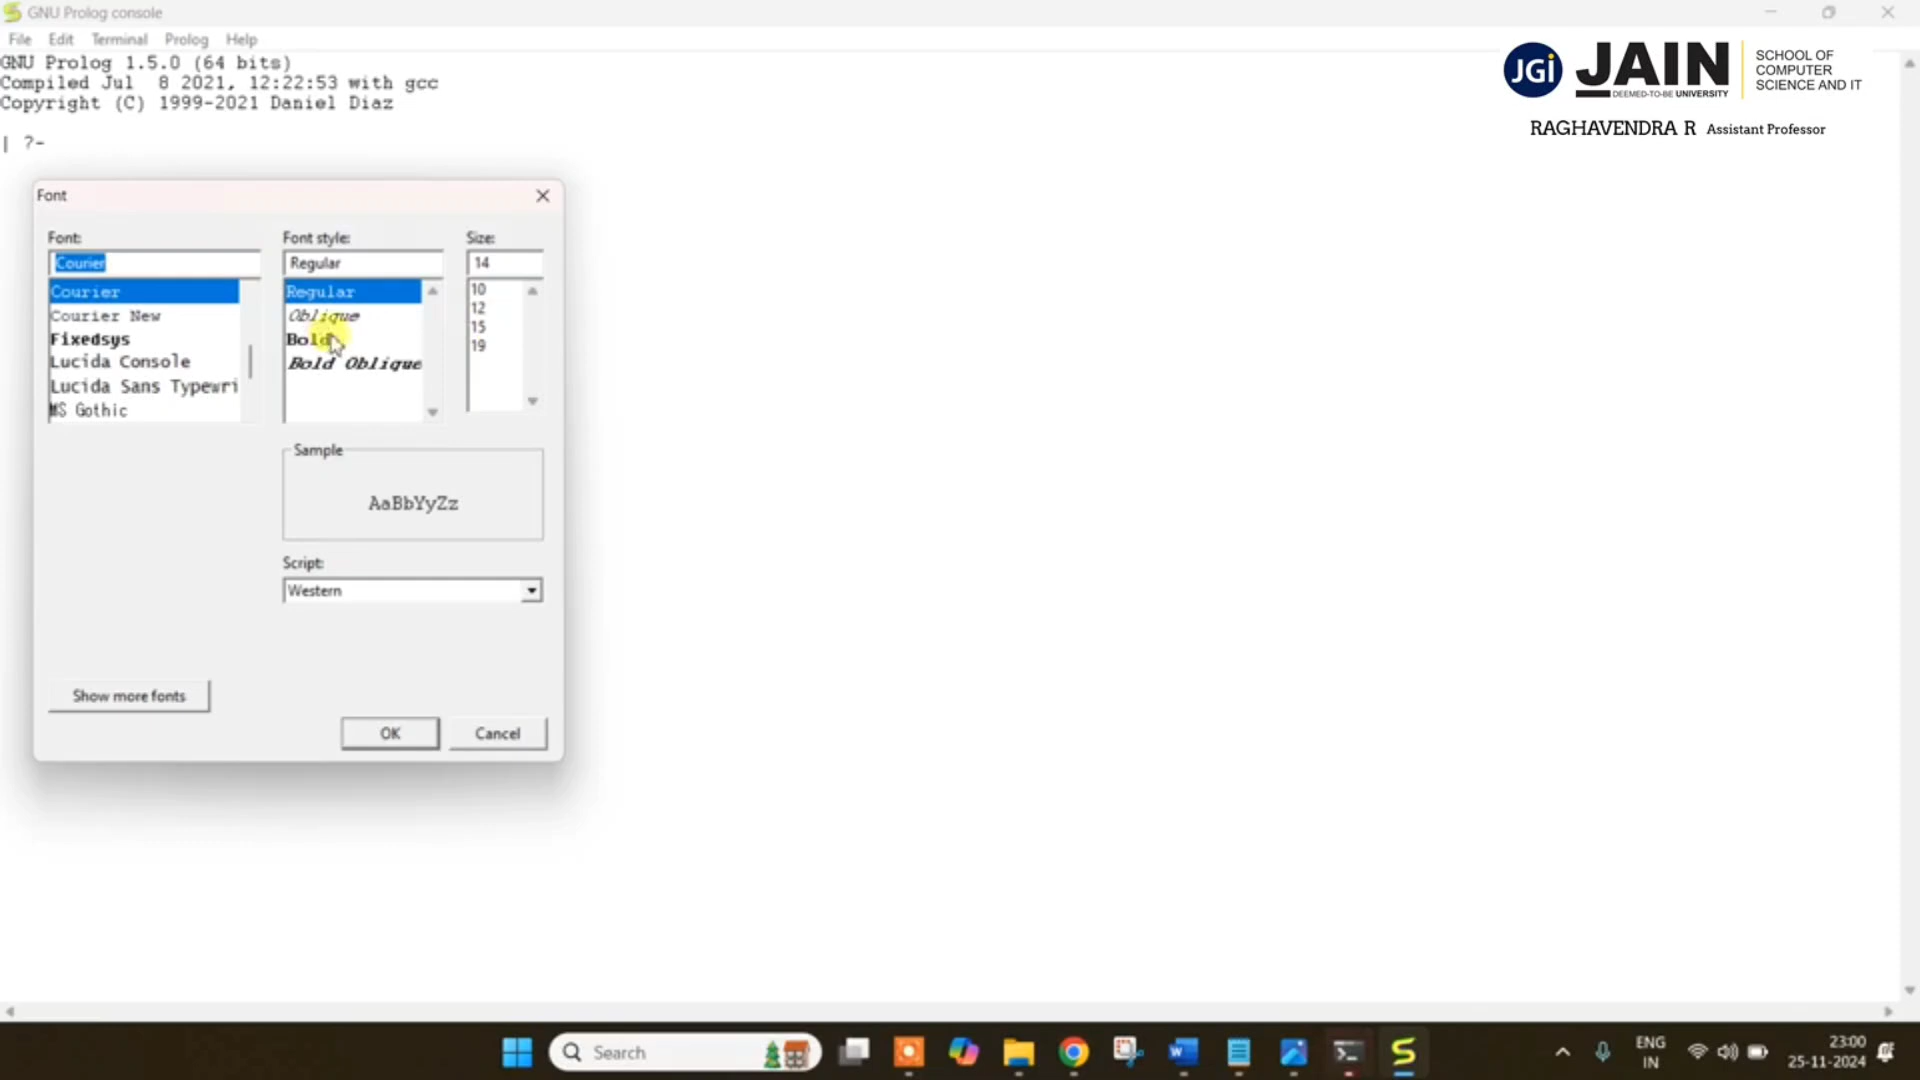 GNU Prolog console
File Edit Terminal Prolog Help
GNU Prolog 1.5.0 (64 bits)
Compiled Jul  8 2021, 12:22:53 with gcc
Copyright (C) 1999-2021 Daniel Diaz
| ?-
JGi JAIN
DEEMED-TO-BE UNIVERSITY
SCHOOL OF
COMPUTER
SCIENCE AND IT
RAGHAVENDRA R Assistant Professor
Font
Font: Font style: Size:
Courier Regular 14
Courier Regular 10
Courier New Oblique 12
Fixedsys Bold 15
Lucida Console Bold Oblique 19
Lucida Sans Typewri
MS Gothic
Sample
AaBbYyZz
Script:
Western
Show more fonts
OK Cancel
Search
ENG
IN
23:00
25-11-2024